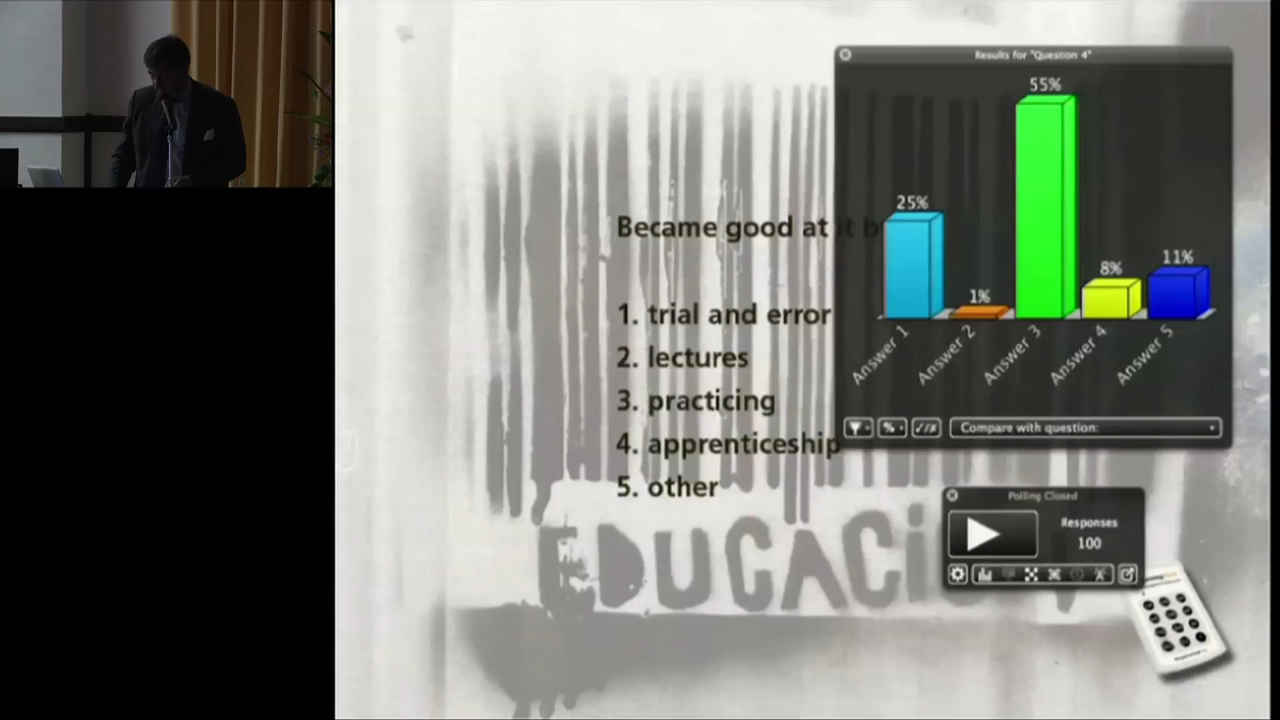 Became good at it b
1. trial and error
2. lectures
3. practicing
4. apprenticeship
5. other
EDUCACi
Results for "Question 4"
55%
25%
1%
8%
11%
Answer 1
Answer 2
Answer 3
Answer 4
Answer 5
%
Compare with question:
Polling Closed
Responses
100